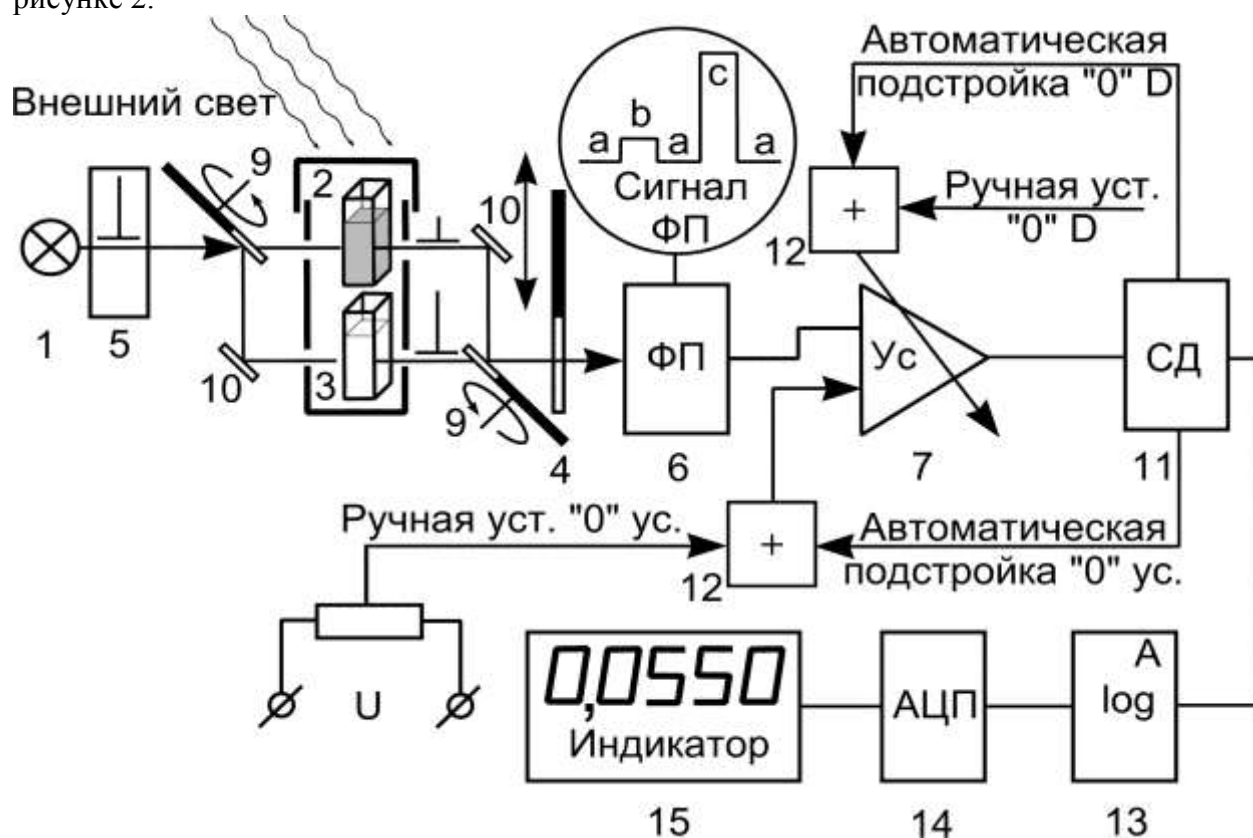 рисунке 2.
Внешний свет
Автоматическая
подстройка "0" D
Ручная уст.
"0" D
a b a c a
Сигнал
ФП
9
2
10
12
+
1
5
10
3
9
4
ФП
6
Ус
7
СД
11
Ручная уст. "0" ус.
12
+
Автоматическая
подстройка "0" ус.
U
0,0550
Индикатор
15
АЦП
14
A
log
13